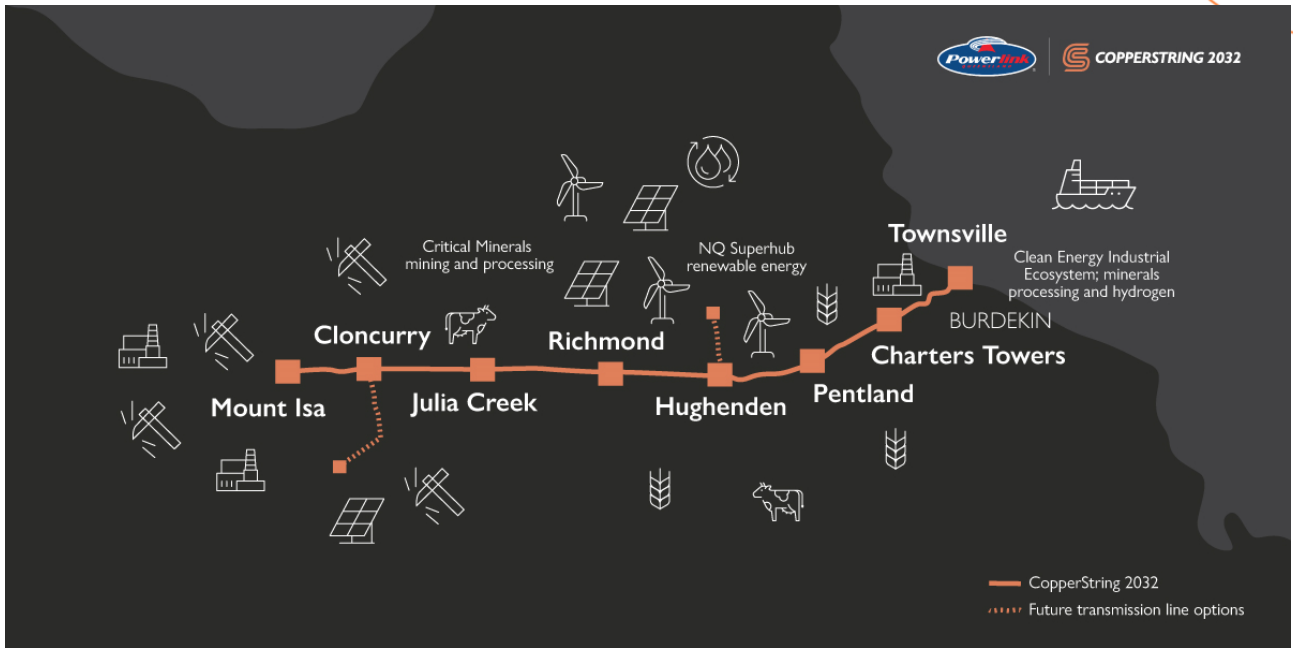 Powerlink
QUEENSLAND
COPPERSTRING 2032
Townsville
Critical Minerals
mining and processing
NQ Superhub
renewable energy
Clean Energy Industrial
Ecosystem; minerals
processing and hydrogen
BURDEKIN
Cloncurry
Richmond
Charters Towers
Mount Isa
Julia Creek
Hughenden
Pentland
CopperString 2032
Future transmission line options